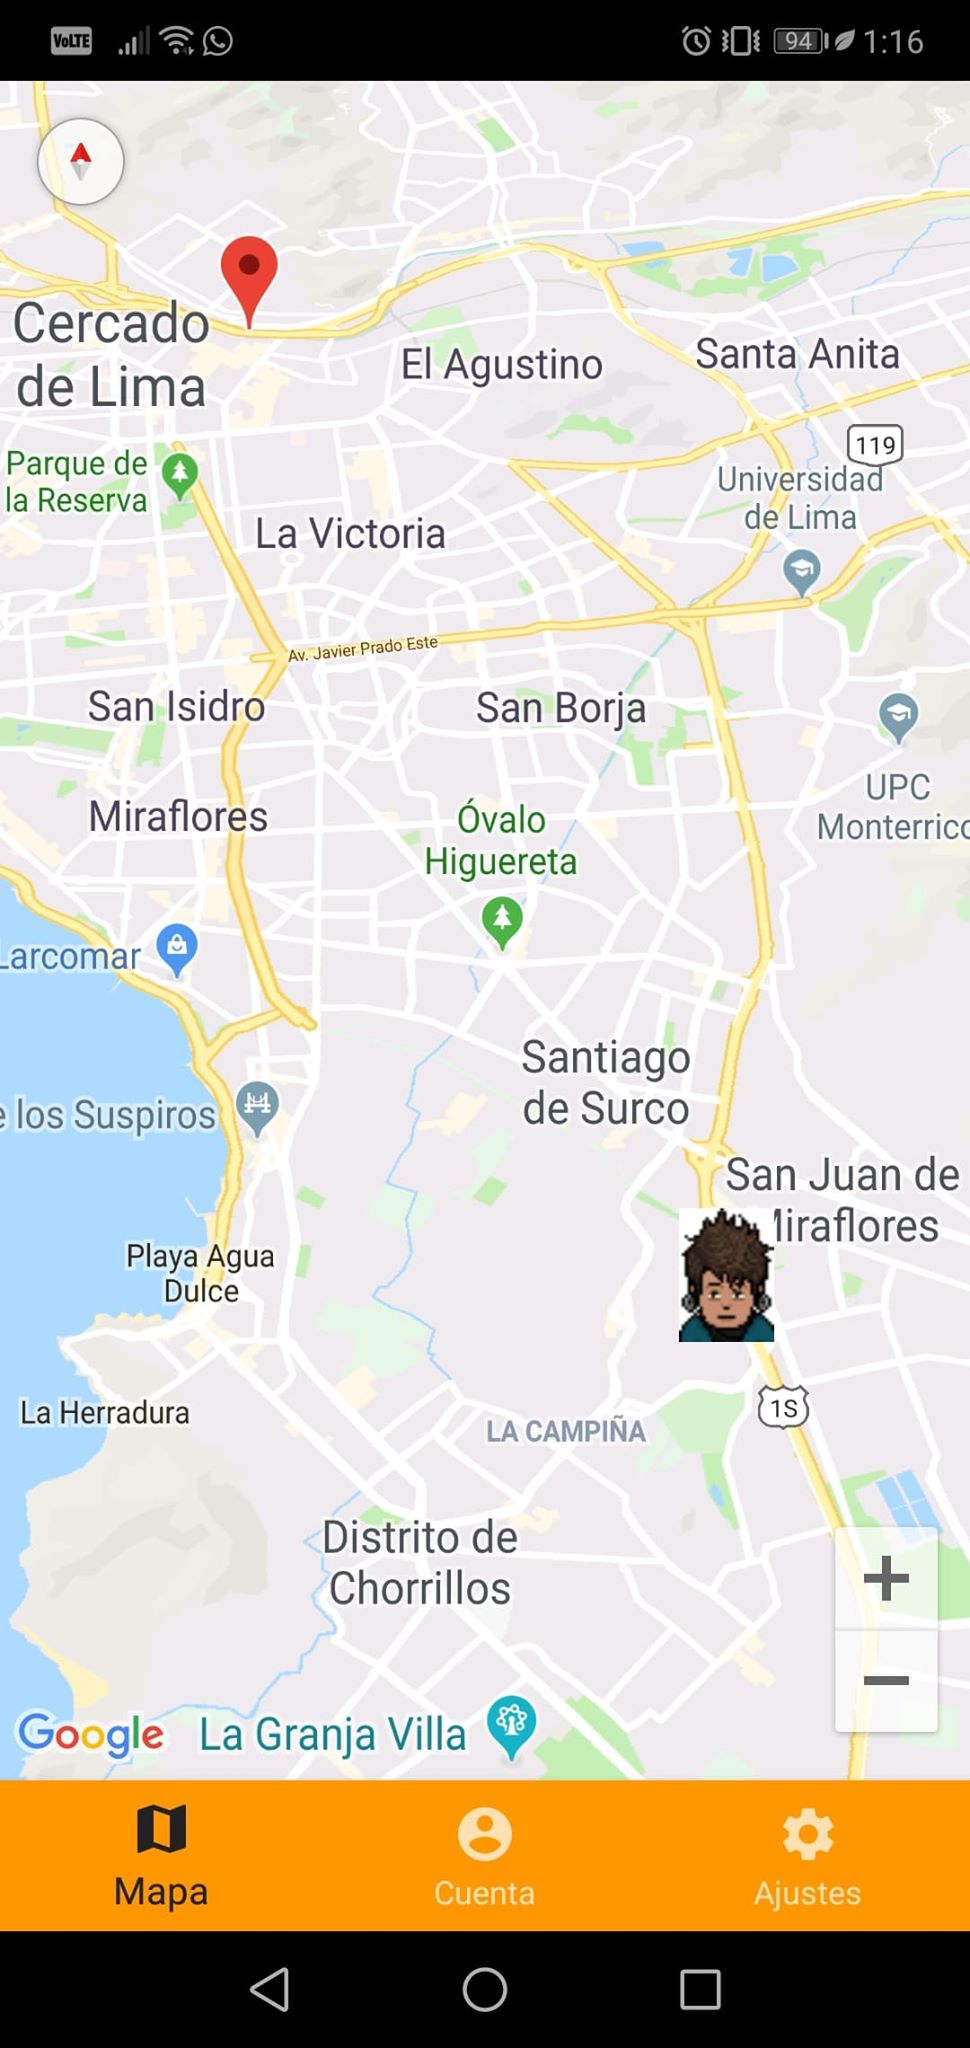 VoLTE
94
1:16
Cercado
de Lima
El Agustino
Santa Anita
119
Parque de
la Reserva
Universidad
de Lima
La Victoria
Av. Javier Prado Este
San Isidro
San Borja
UPC
Monterrico
Miraflores
Óvalo
Higuereta
Larcomar
Santiago
de Surco
e los Suspiros
San Juan de
Miraflores
Playa Agua
Dulce
La Herradura
1S
LA CAMPIÑA
Distrito de
Chorrillos
Google
La Granja Villa
Mapa
Cuenta
Ajustes